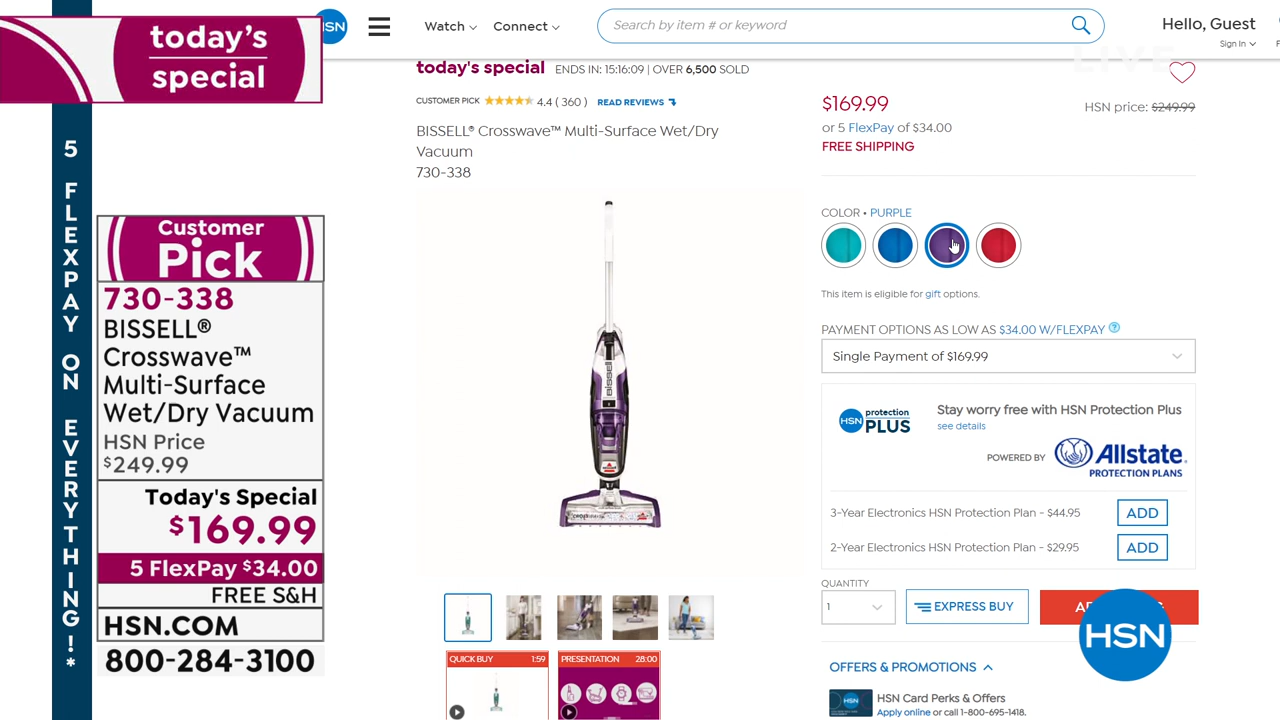 today's
special
5 FLEXPAY ON EVERYTHING!*
Customer
Pick
730-338
BISSELL®
Crosswave™
Multi-Surface
Wet/Dry Vacuum
HSN Price
$249.99
Today's Special
$169.99
5 FlexPay $34.00
FREE S&H
HSN.COM
800-284-3100
HSN
Watch
Connect
Search by item # or keyword
Hello, Guest
Sign In
LIVE
today's special ENDS IN: 15:16:09 | OVER 6,500 SOLD
CUSTOMER PICK 4.4 ( 360 ) READ REVIEWS
BISSELL® Crosswave™ Multi-Surface Wet/Dry
Vacuum
730-338
BISSELL
QUICK BUY 1:59
PRESENTATION 28:00
$169.99
HSN price: $249.99
or 5 FlexPay of $34.00
FREE SHIPPING
COLOR • PURPLE
This item is eligible for gift options.
PAYMENT OPTIONS AS LOW AS $34.00 W/FLEXPAY ?
Single Payment of $169.99
HSN protection PLUS
Stay worry free with HSN Protection Plus
see details
POWERED BY Allstate.
PROTECTION PLANS
3-Year Electronics HSN Protection Plan - $44.95 ADD
2-Year Electronics HSN Protection Plan - $29.95 ADD
QUANTITY
1
EXPRESS BUY
HSN
OFFERS & PROMOTIONS
HSN
HSN Card Perks & Offers
Apply online or call 1-800-695-1418.